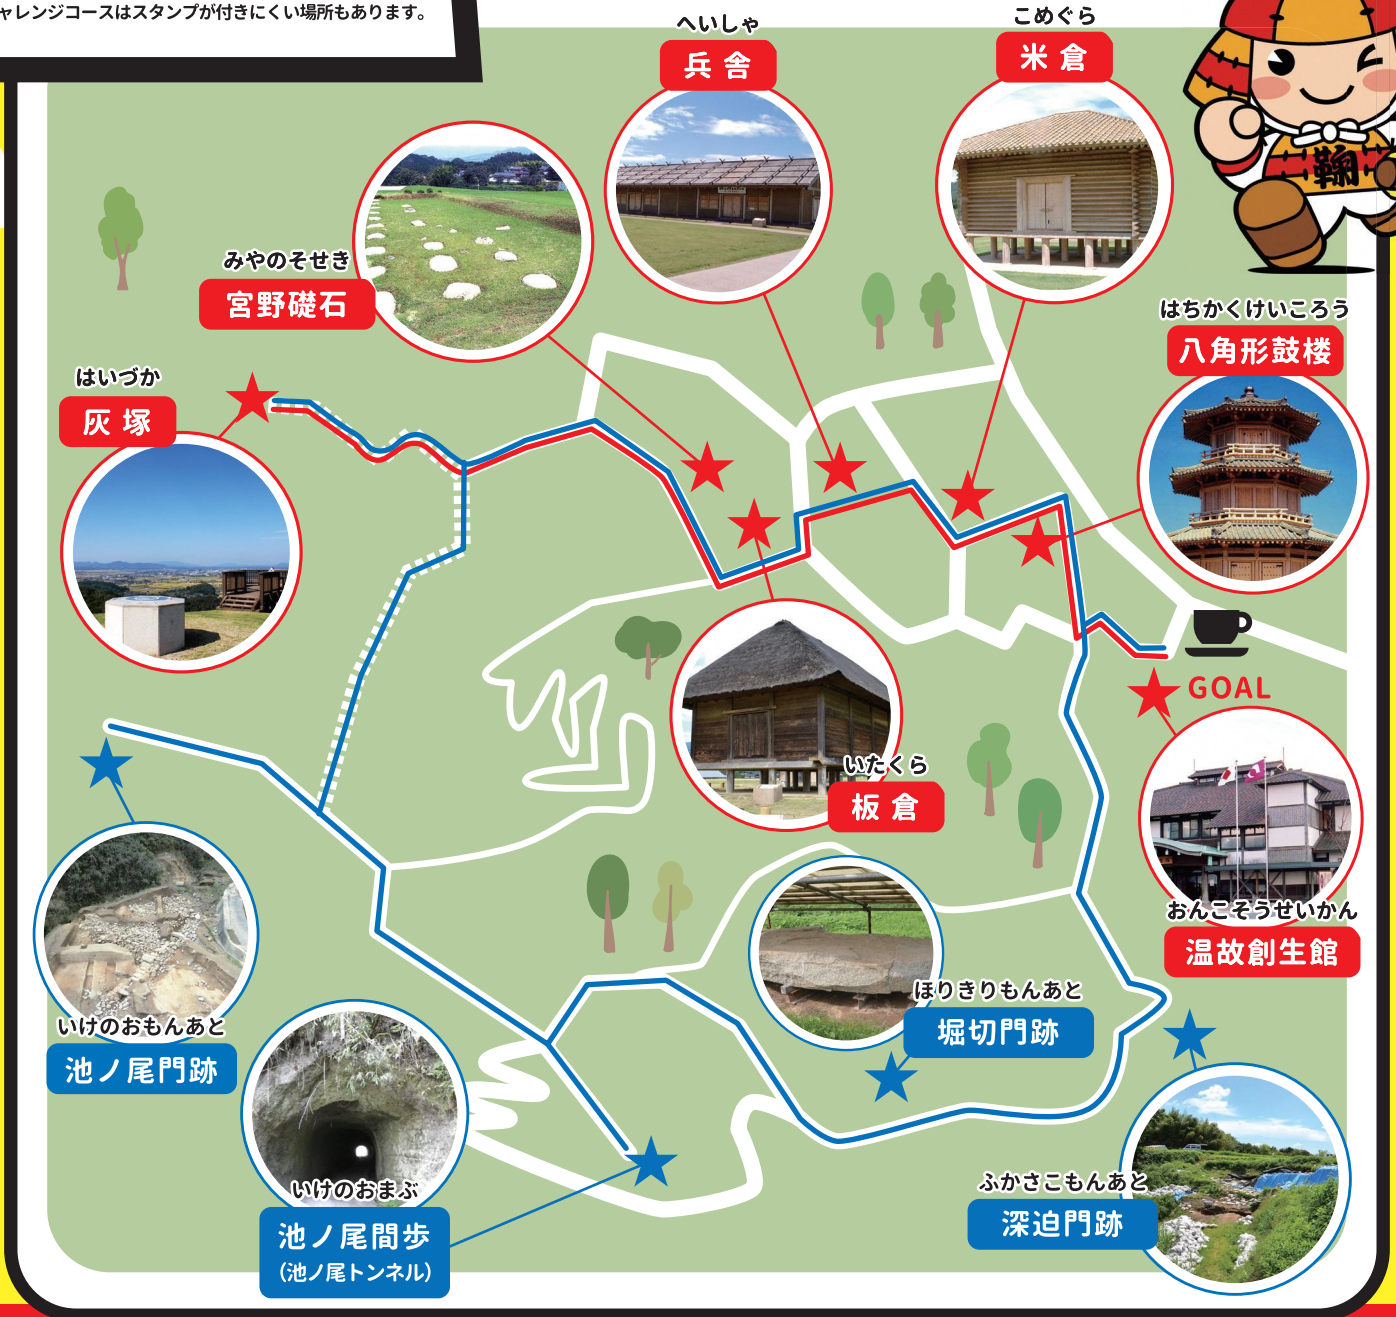 ャレンジコースはスタンプが付きにくい場所もあります。
へいしゃ
兵舎
こめぐら
米倉
鞠
みやのそせき
宮野礎石
はちかくけいころう
八角形鼓楼
はいづか
灰塚
GOAL
いたくら
板倉
おんこそうせいかん
温故創生館
ほりきりもんあと
堀切門跡
いけのおもんあと
池ノ尾門跡
いけのおまぶ
池ノ尾間歩
(池ノ尾トンネル)
ふかさこもんあと
深迫門跡